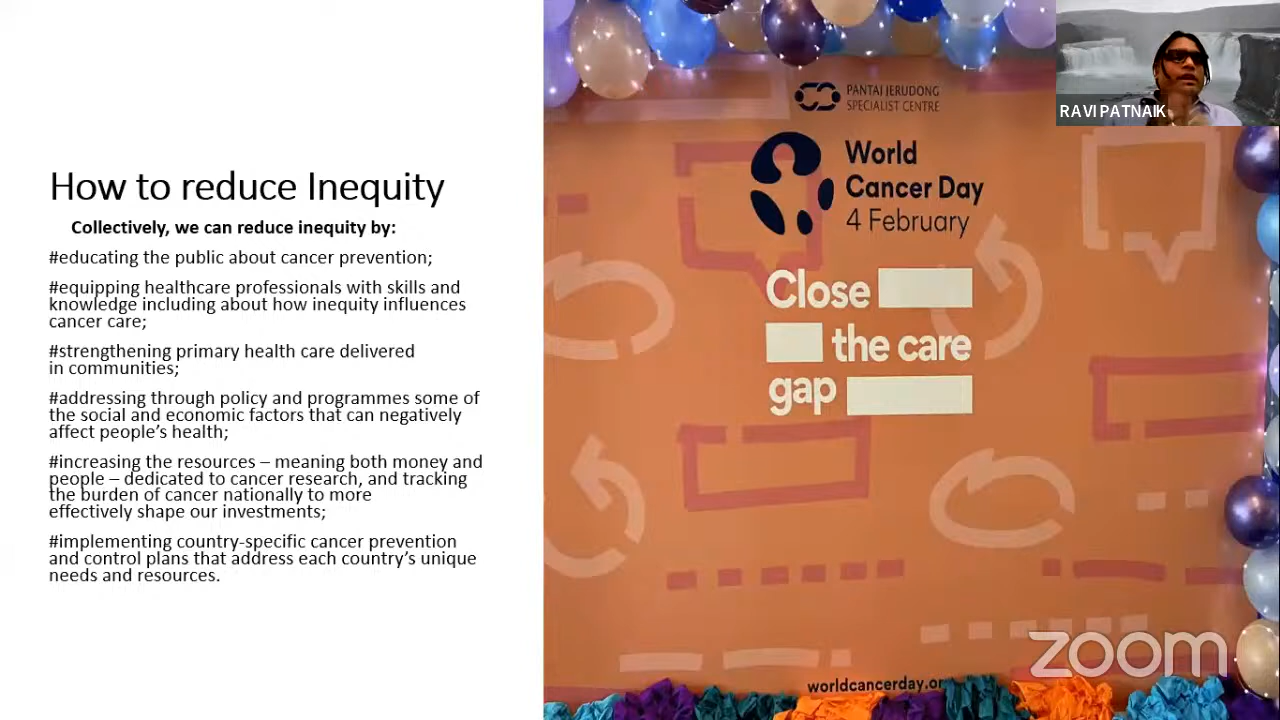 How to reduce Inequity
Collectively, we can reduce inequity by:
#educating the public about cancer prevention;
#equipping healthcare professionals with skills and
knowledge including about how inequity influences
cancer care;
#strengthening primary health care delivered
in communities;
#addressing through policy and programmes some of
the social and economic factors that can negatively
affect people’s health;
#increasing the resources – meaning both money and
people – dedicated to cancer research, and tracking
the burden of cancer nationally to more
effectively shape our investments;
#implementing country-specific cancer prevention
and control plans that address each country’s unique
needs and resources.
PANTAI JERUDONG
SPECIALIST CENTRE
World
Cancer Day
4 February
Close
the care
gap
worldcancerday.or
RAVI PATNAIK
zoom